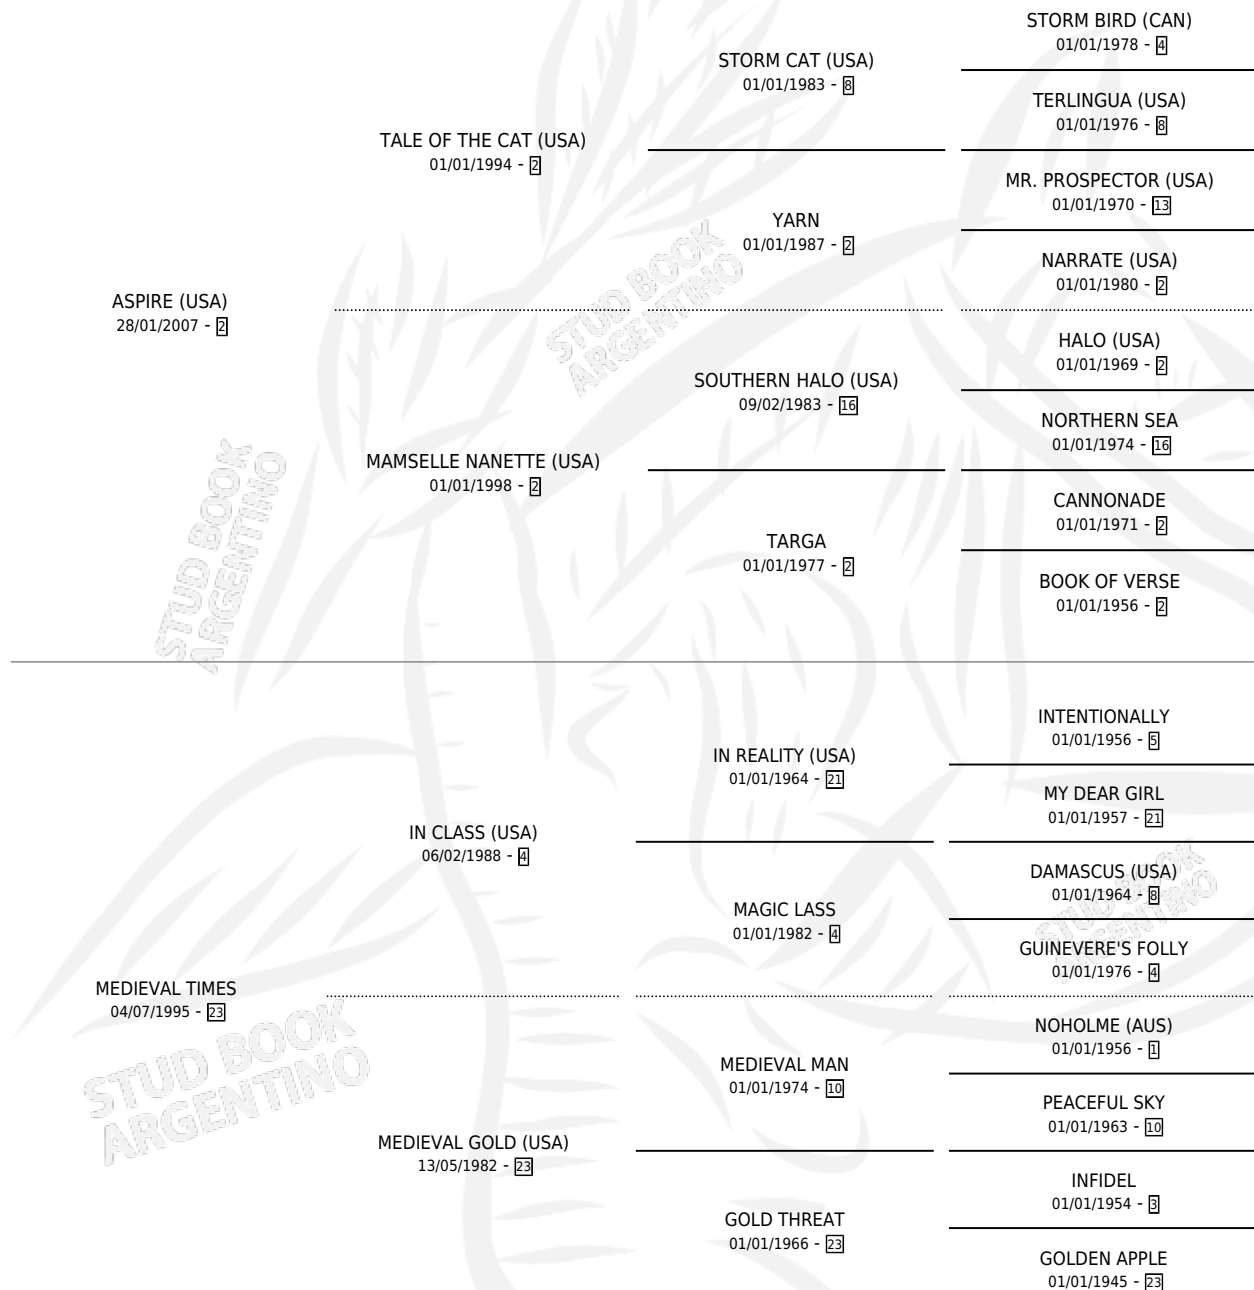 STORM BIRD (CAN)
01/01/1978 - 4
STORM CAT (USA)
01/01/1983 - 8
TERLINGUA (USA)
01/01/1976 - 8
TALE OF THE CAT (USA)
01/01/1994 - 2
MR. PROSPECTOR (USA)
01/01/1970 - 13
YARN
01/01/1987 - 2
NARRATE (USA)
01/01/1980 - 2
ASPIRE (USA)
28/01/2007 - 2
HALO (USA)
01/01/1969 - 2
SOUTHERN HALO (USA)
09/02/1983 - 16
NORTHERN SEA
01/01/1974 - 16
MAMSELLE NANETTE (USA)
01/01/1998 - 2
CANNONADE
01/01/1971 - 2
TARGA
01/01/1977 - 2
BOOK OF VERSE
01/01/1956 - 2
INTENTIONALLY
01/01/1956 - 5
IN REALITY (USA)
01/01/1964 - 21
MY DEAR GIRL
01/01/1957 - 21
IN CLASS (USA)
06/02/1988 - 4
DAMASCUS (USA)
01/01/1964 - 8
MAGIC LASS
01/01/1982 - 4
GUINEVERE'S FOLLY
01/01/1976 - 4
MEDIEVAL TIMES
04/07/1995 - 23
NOHOLME (AUS)
01/01/1956 - 1
MEDIEVAL MAN
01/01/1974 - 10
PEACEFUL SKY
01/01/1963 - 10
MEDIEVAL GOLD (USA)
13/05/1982 - 23
INFIDEL
01/01/1954 - 3
GOLD THREAT
01/01/1966 - 23
GOLDEN APPLE
01/01/1945 - 23
STUD BOOK
ARGENTINO
STUD BOOK
ARGENTINO
STUD BOOK
ARGENTINO
STUD BOOK
ARGENTINO